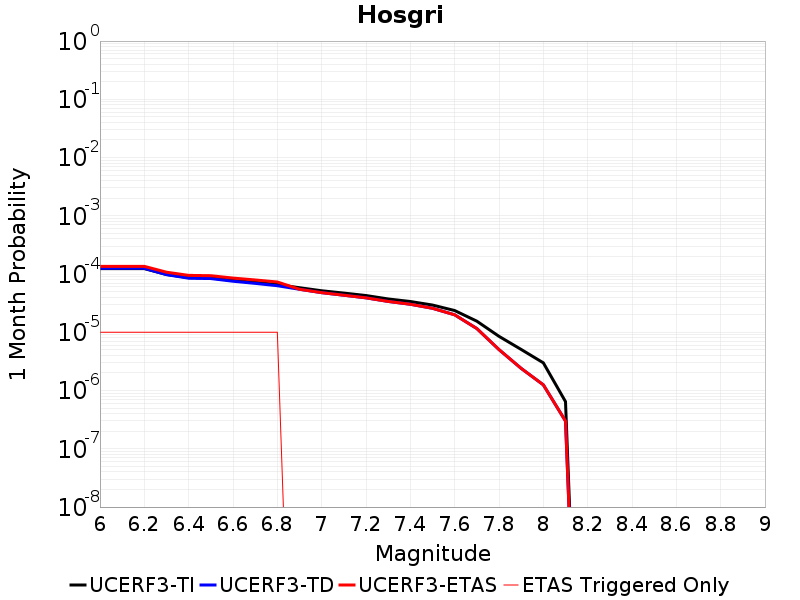 Hosgri
10^0
10^-1
10^-2
10^-3
10^-4
10^-5
10^-6
10^-7
10^-8
1 Month Probability
6 6.2 6.4 6.6 6.8 7 7.2 7.4 7.6 7.8 8 8.2 8.4 8.6 8.8 9
Magnitude
UCERF3-TI UCERF3-TD UCERF3-ETAS ETAS Triggered Only